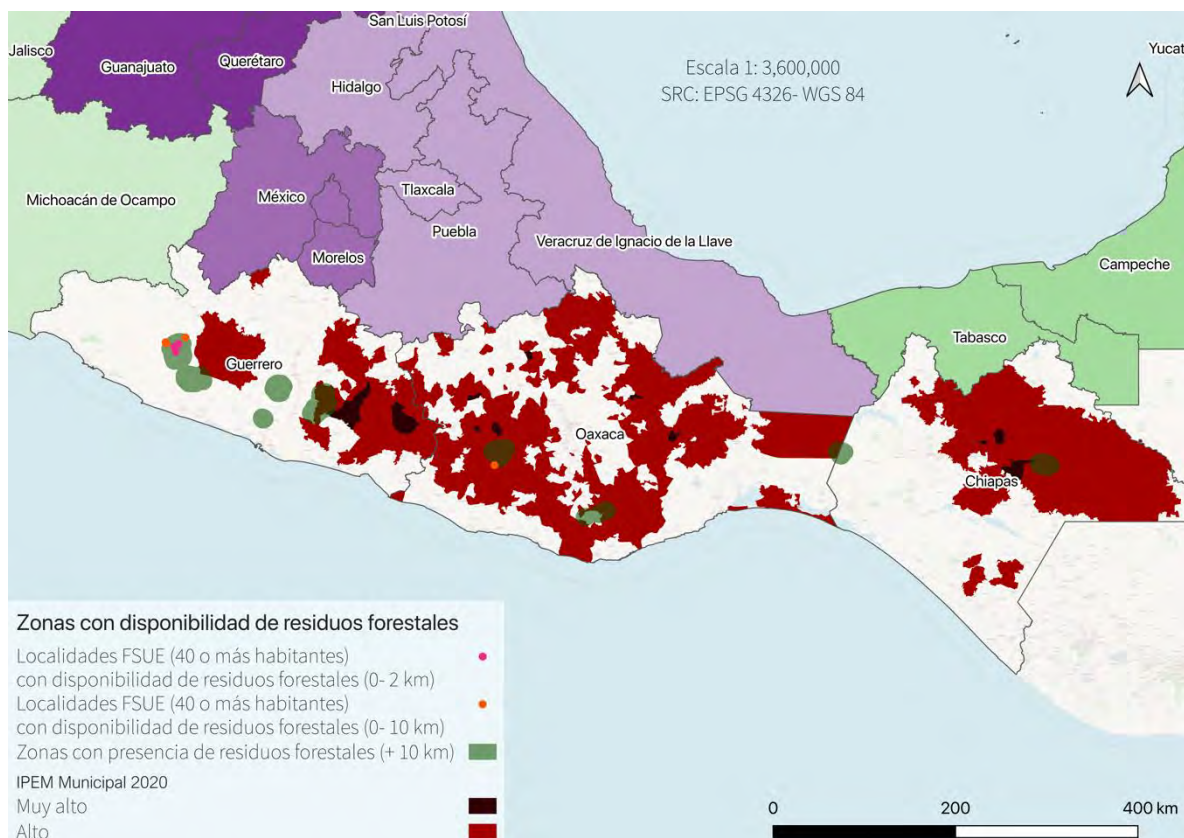 San Luis Potosí
Jalisco
Guanajuato
Querétaro
Yucat
Escala 1: 3,600,000
Hidalgo
SRC: EPSG 4326- WGS 84
Michoacán de Ocampo
México
Tlaxcala
Puebla
Veracruz de Ignacio de la Llave
Morelos
Campeche
Tabasco
Guerrero
Oaxaca
Chiapas
Zonas con disponibilidad de residuos forestales
Localidades FSUE (40 o más habitantes)
con disponibilidad de residuos forestales (0- 2 km)
Localidades FSUE (40 o más habitantes)
con disponibilidad de residuos forestales (0- 10 km)
Zonas con presencia de residuos forestales (+ 10 km)
IPEM Municipal 2020
Muy alto
Alto
0 200 400 km